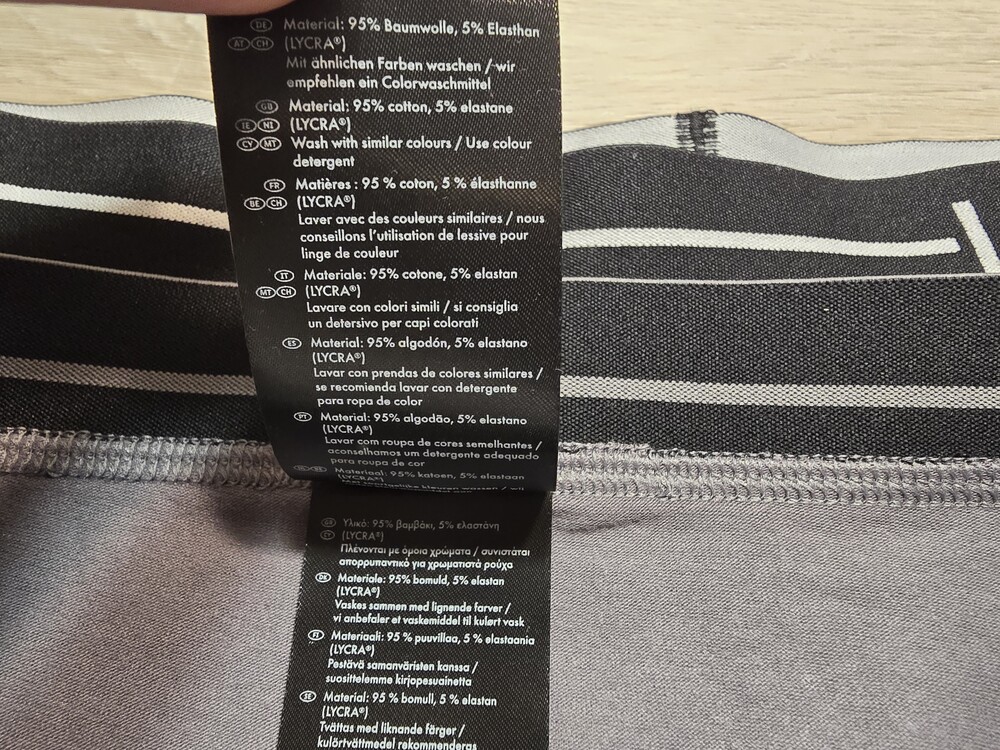 DE Material: 95% Baumwolle, 5% Elasthan
AT CH (LYCRA®)
Mit ähnlichen Farben waschen / wir
empfehlen ein Colorwaschmittel
GB Material: 95% cotton, 5% elastane
IE NI (LYCRA®)
CY MT Wash with similar colours / Use colour
detergent
FR Matières : 95 % coton, 5 % élasthanne
BE CH (LYCRA®)
Laver avec des couleurs similaires / nous
conseillons l'utilisation de lessive pour
linge de couleur
IT Materiale: 95% cotone, 5% elastan
MT CH (LYCRA®)
Lavare con colori simili / si consiglia
un detersivo per capi colorati
ES Material: 95% algodón, 5% elastano
(LYCRA®)
Lavar con prendas de colores similares /
se recomienda lavar con detergente
para ropa de color
PT Material: 95% algodão, 5% elastano
(LYCRA®)
Lavar com roupa de cores semelhantes /
aconselhamos um detergente adequado
para roupa de cor
Materiaal: 95% katoen, 5% elastaan
(LYCRA®)
Met soortgelijke kleuren wassen / wij
GR Υλικό: 95% βαμβάκι, 5% ελαστάνη
CY (LYCRA®)
Πλένονται με όμοια χρώματα / συνιστάται
απορρυπαντικό για χρωματιστά ρούχα
DK Materiale: 95% bomuld, 5% elastan
(LYCRA®)
Vaskes sammen med lignende farver /
vi anbefaler et vaskemiddel til kulørt vask
FI Materiaali: 95 % puuvillaa, 5 % elastaania
(LYCRA®)
Pestävä samanväristen kanssa /
suosittelemme kirjopesuainetta
SE Material: 95 % bomull, 5 % elastan
(LYCRA®)
Tvättas med liknande färger /
kulörtvättmedel rekommenderas